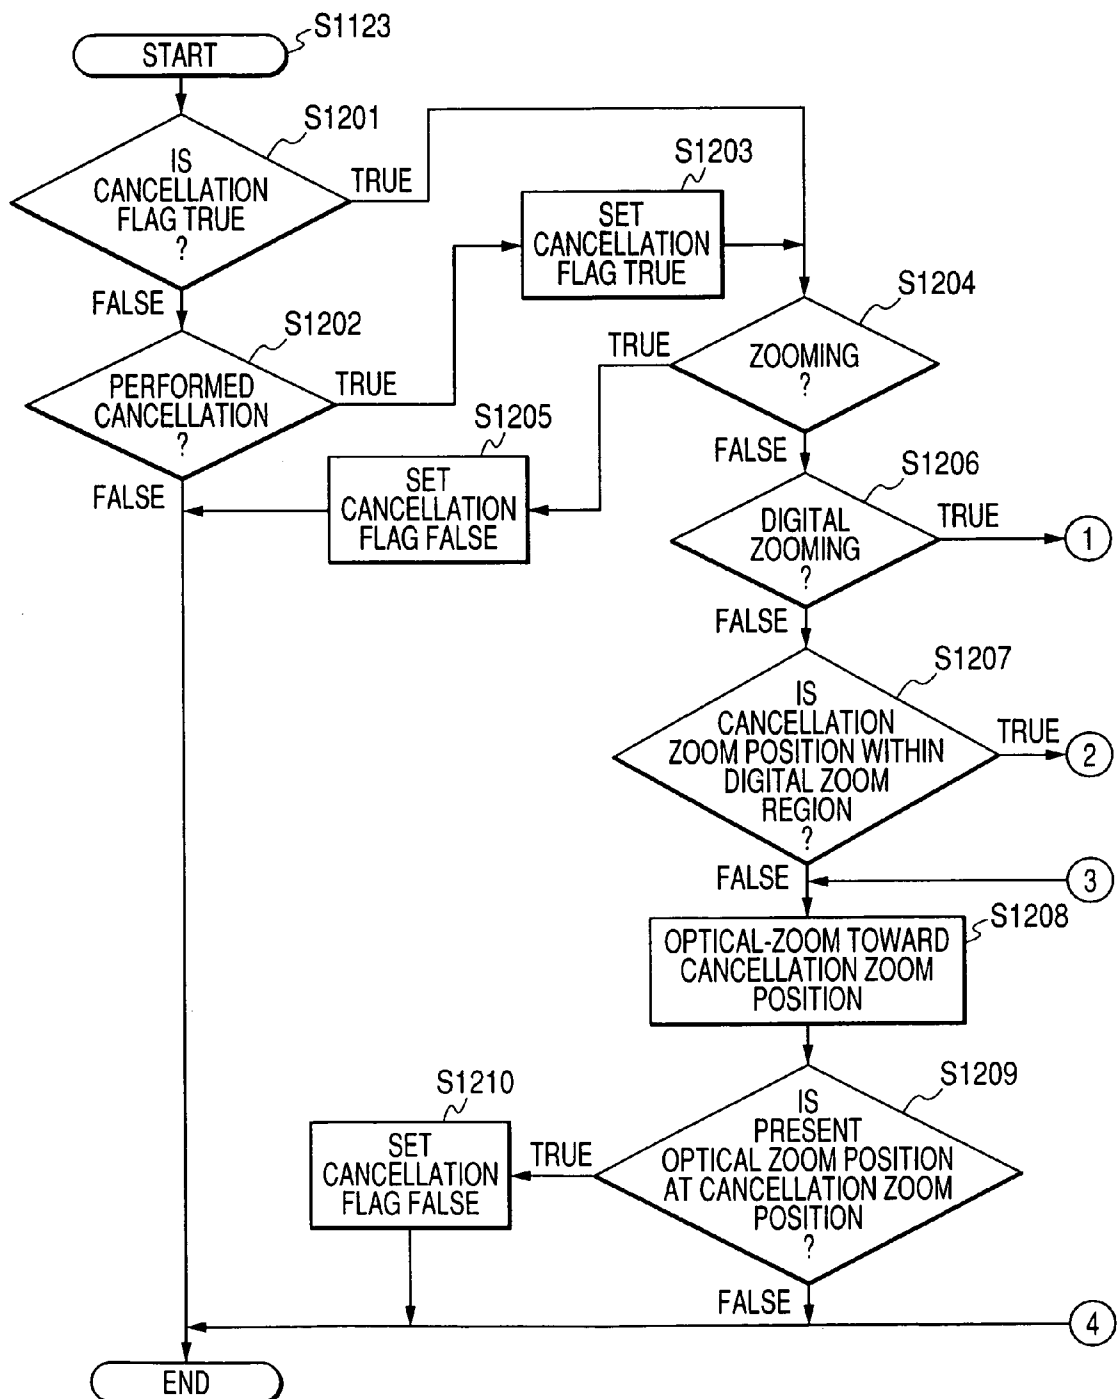 S1123
START
S1201
IS
CANCELLATION
FLAG TRUE
?
TRUE
FALSE
S1203
SET
CANCELLATION
FLAG TRUE
S1202
PERFORMED
CANCELLATION
?
TRUE
FALSE
S1204
ZOOMING
?
TRUE
FALSE
S1205
SET
CANCELLATION
FLAG FALSE
S1206
DIGITAL
ZOOMING
?
TRUE
1
FALSE
S1207
IS
CANCELLATION
ZOOM POSITION WITHIN
DIGITAL ZOOM
REGION
?
TRUE
2
FALSE
3
S1208
OPTICAL-ZOOM TOWARD
CANCELLATION ZOOM
POSITION
S1209
IS
PRESENT
OPTICAL ZOOM POSITION
AT CANCELLATION ZOOM
POSITION
?
TRUE
S1210
SET
CANCELLATION
FLAG FALSE
FALSE
4
END